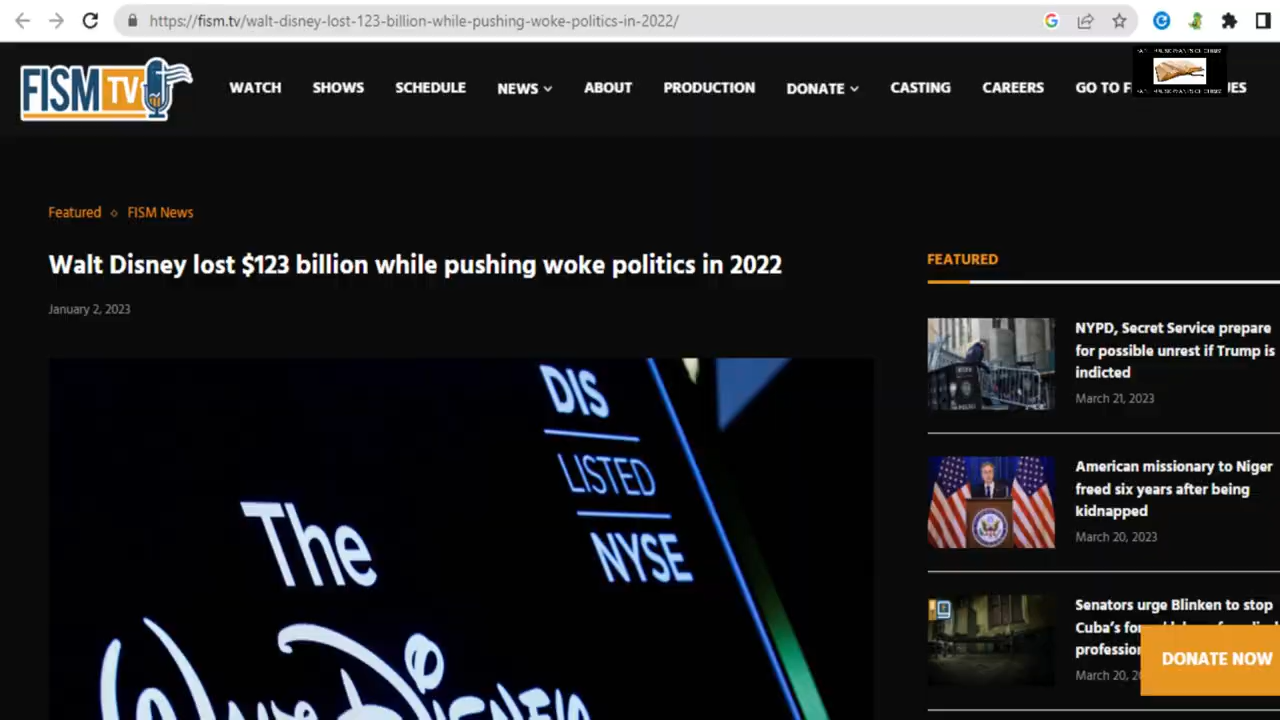 https://fism.tv/walt-disney-lost-123-billion-while-pushing-woke-politics-in-2022/
FISM TV
WATCH SHOWS SCHEDULE NEWS ABOUT PRODUCTION DONATE CASTING CAREERS GO TO
Featured ◇ FISM News
Walt Disney lost $123 billion while pushing woke politics in 2022
January 2, 2023
DIS
LISTED
NYSE
The
WALT DISNEY
FEATURED
NYPD, Secret Service prepare
for possible unrest if Trump is
indicted
March 21, 2023
American missionary to Niger
freed six years after being
kidnapped
March 20, 2023
Senators urge Blinken to stop
Cuba's
March 20,
DONATE NOW